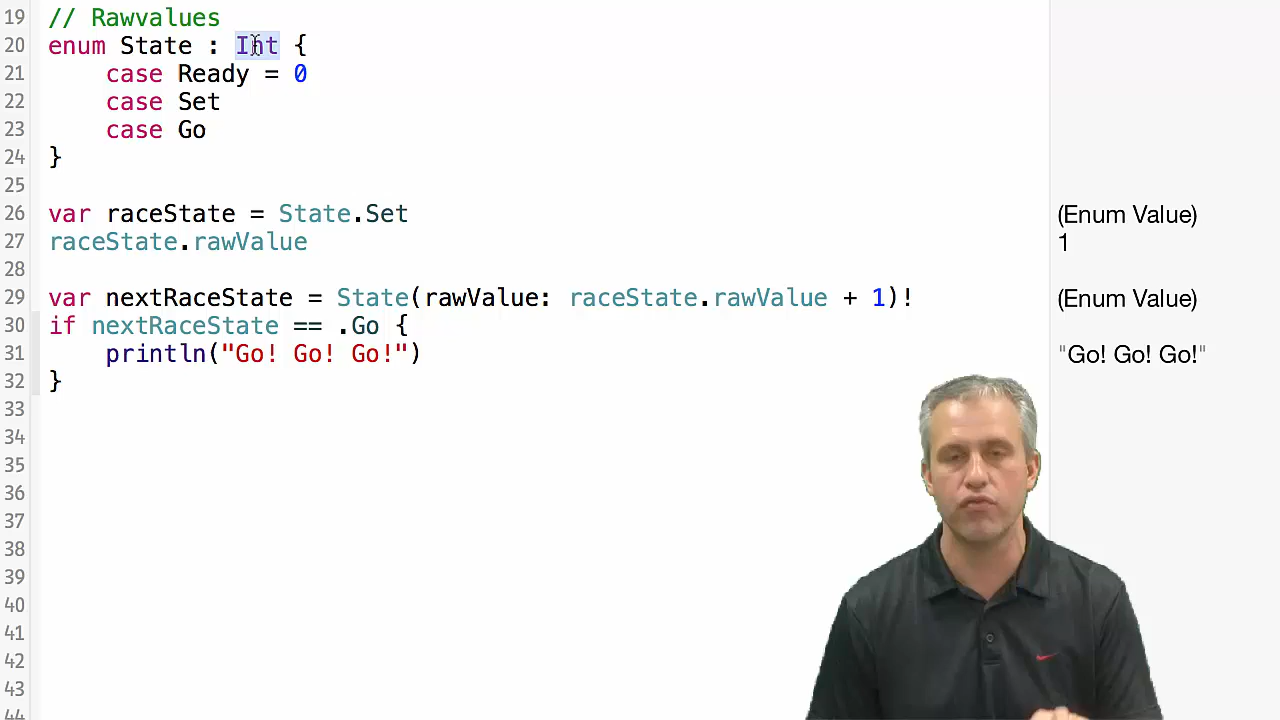 19 // Rawvalues
20 enum State : Int {
21 case Ready = 0
22 case Set
23 case Go
24 }
25
26 var raceState = State.Set (Enum Value)
27 raceState.rawValue 1
28
29 var nextRaceState = State(rawValue: raceState.rawValue + 1)! (Enum Value)
30 if nextRaceState == .Go {
31 println("Go! Go! Go!") "Go! Go! Go!"
32 }
33
34
35
36
37
38
39
40
41
42
43
44